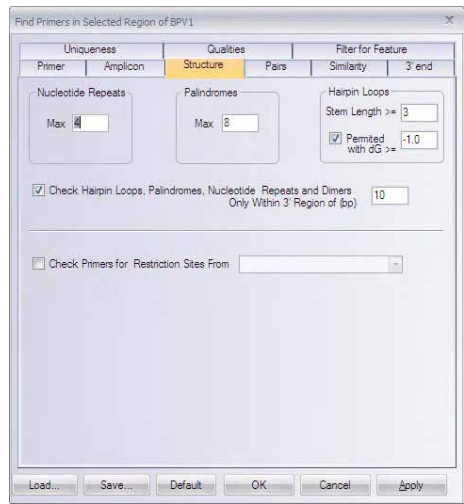 Find Primers in Selected Region of BPV1
Uniqueness Qualities Filter for Feature
Primer Amplicon Structure Pairs Similarity 3' end
Nucleotide Repeats
Max 4
Palindromes
Max 8
Hairpin Loops
Stem Length >= 3
Permited
with dG >= -1.0
Check Hairpin Loops, Palindromes, Nucleotide Repeats and Dimers
Only Within 3' Region of (bp) 10
Check Primers for Restriction Sites From
Load... Save... Default OK Cancel Apply